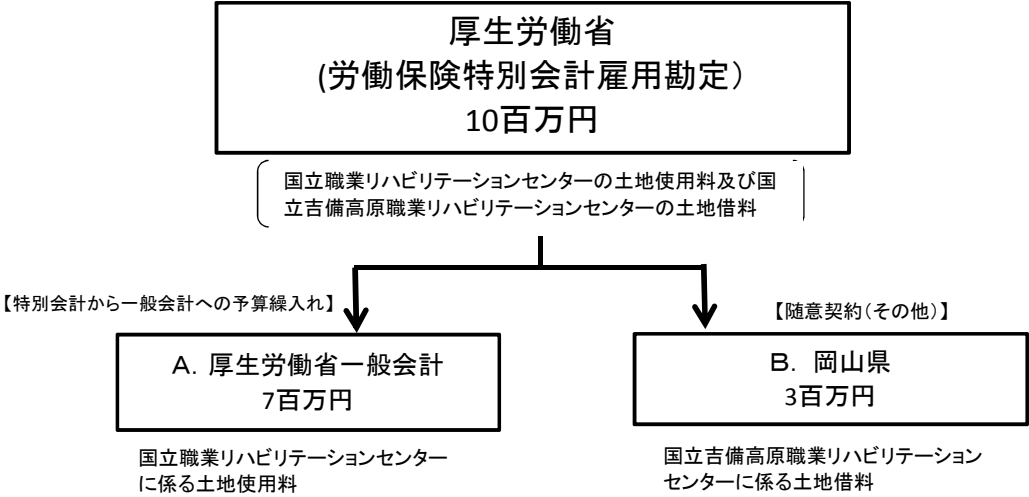 厚生労働省
(労働保険特別会計雇用勘定）
10百万円
国立職業リハビリテーションセンターの土地使用料及び国
立吉備高原職業リハビリテーションセンターの土地借料
【特別会計から一般会計への予算繰入れ】
【随意契約（その他）】
Ａ．厚生労働省一般会計
7百万円
Ｂ．岡山県
3百万円
国立職業リハビリテーションセンター
に係る土地使用料
国立吉備高原職業リハビリテーション
センターに係る土地借料